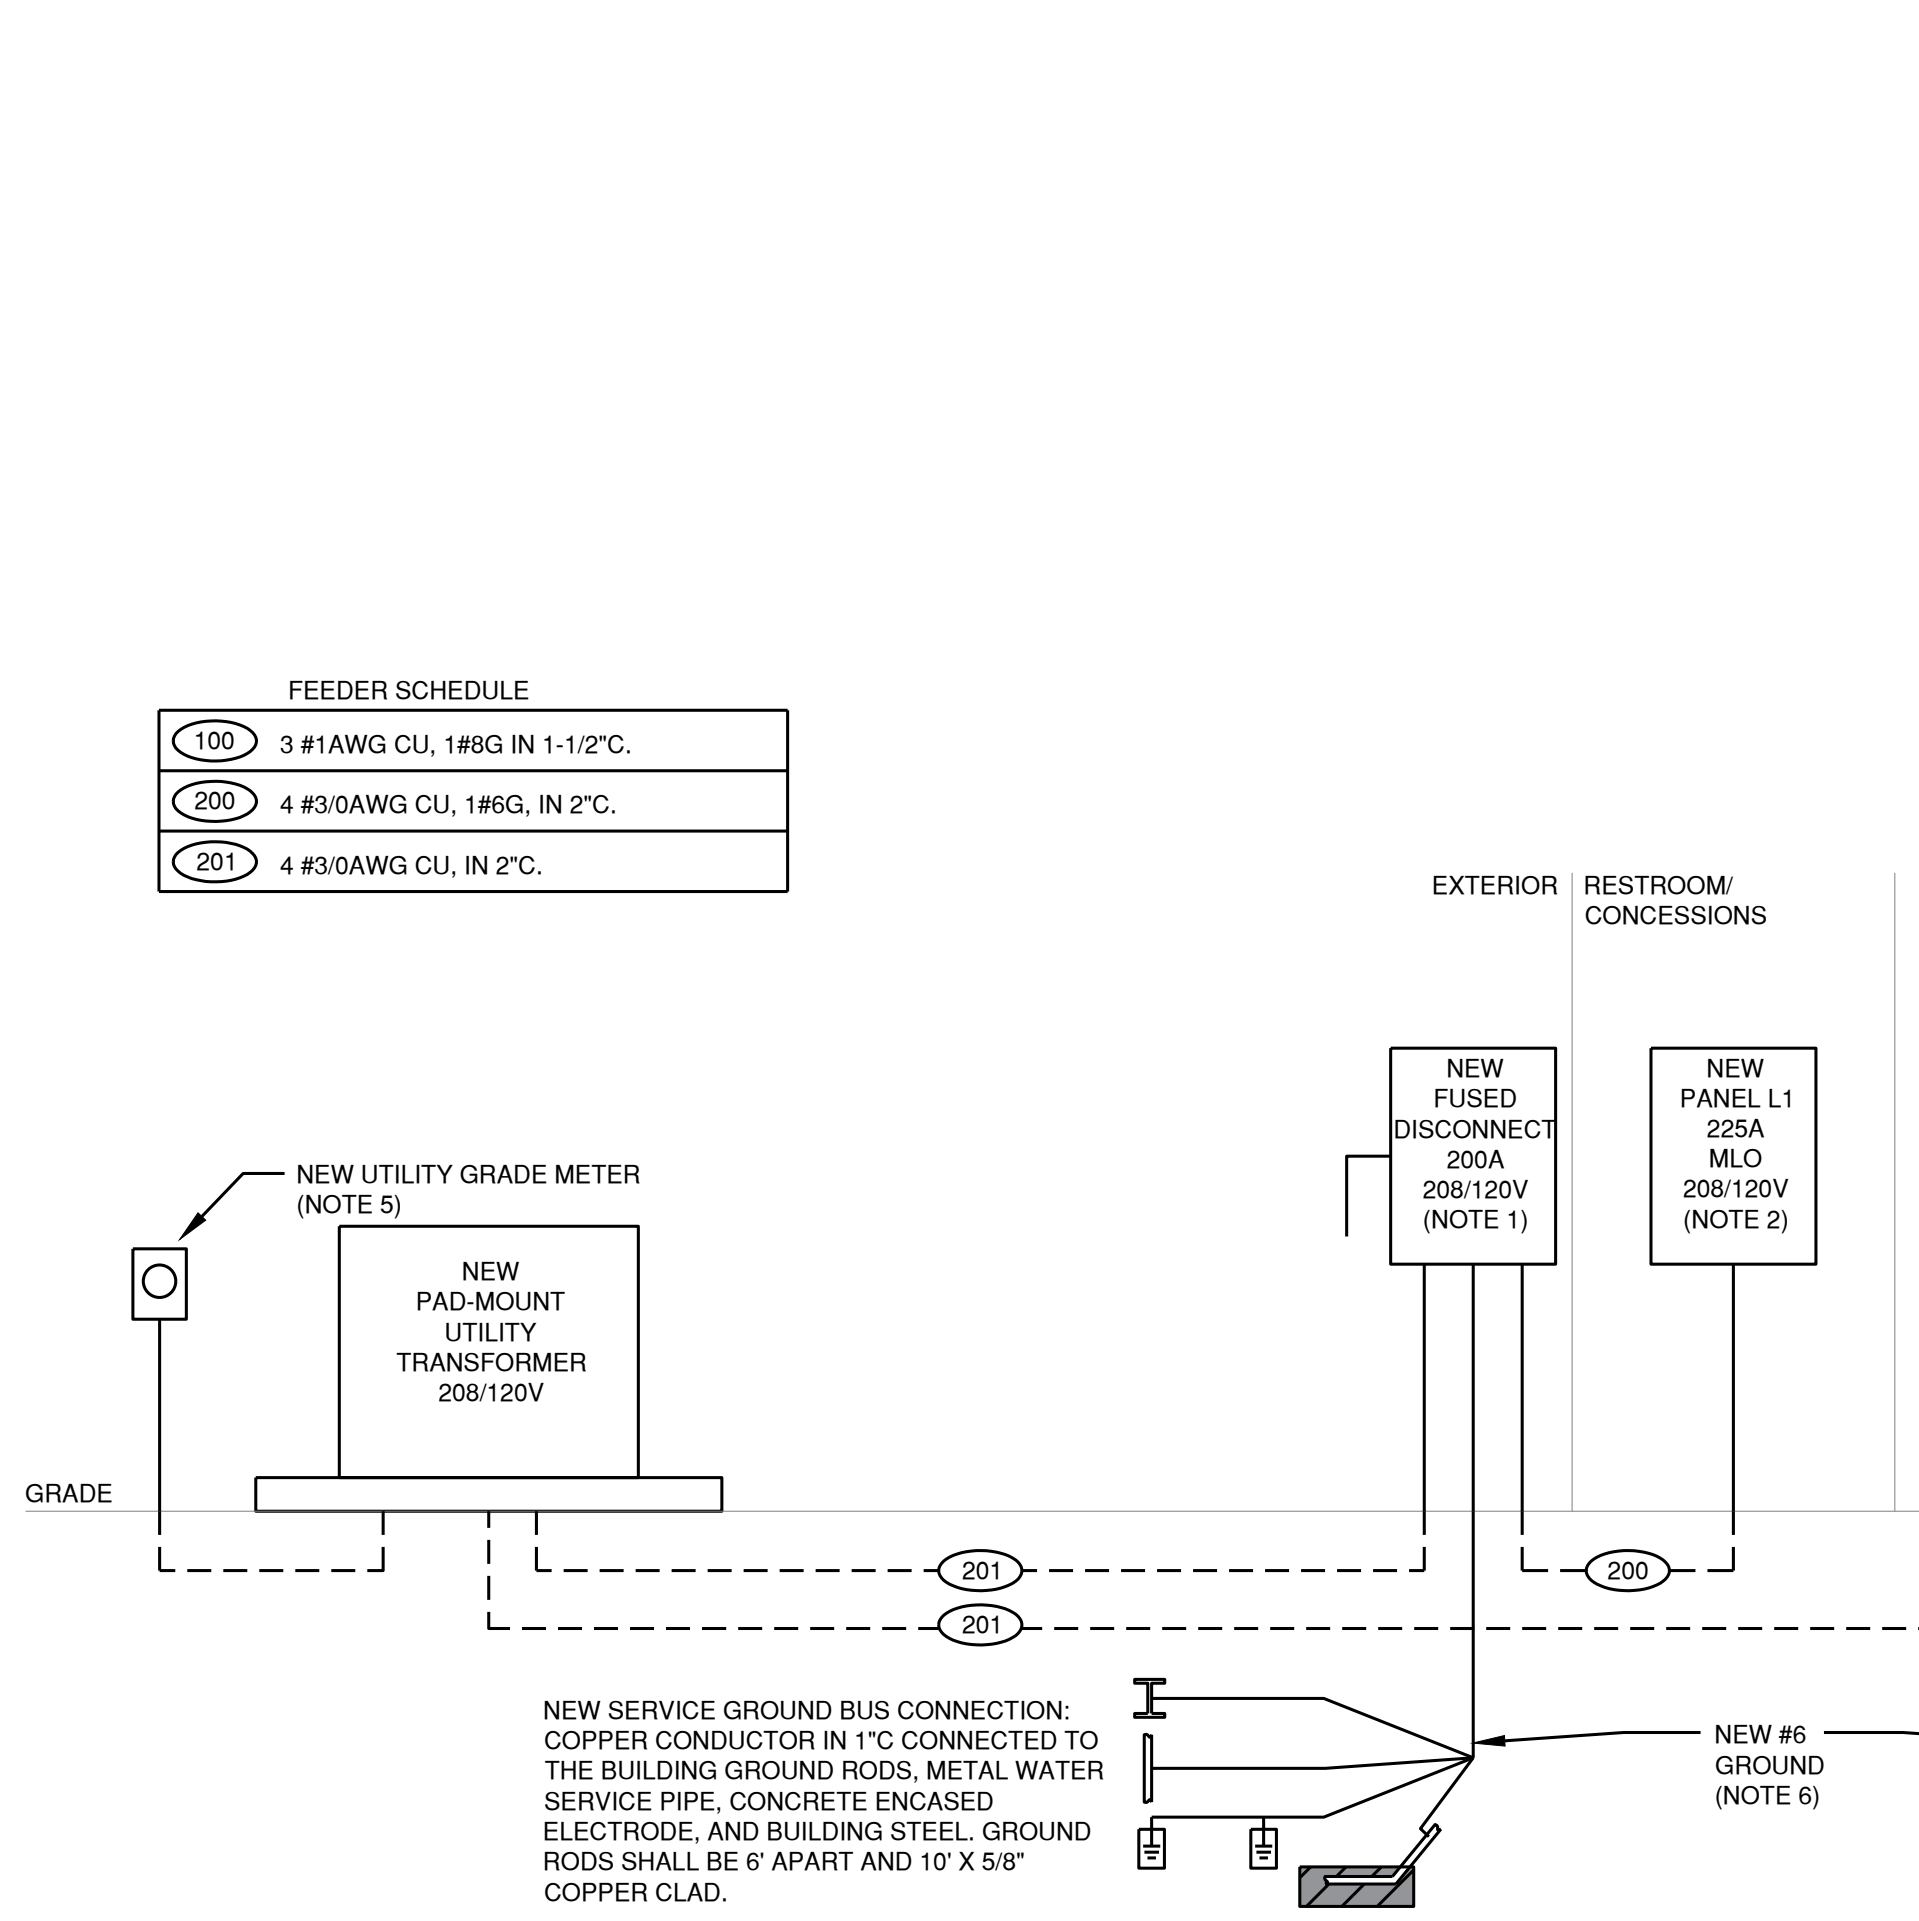 FEEDER SCHEDULE
100 3 #1AWG CU, 1#8G IN 1-1/2"C.
200 4 #3/0AWG CU, 1#6G, IN 2"C.
201 4 #3/0AWG CU, IN 2"C.
EXTERIOR
RESTROOM/
CONCESSIONS
NEW
FUSED
DISCONNECT
200A
208/120V
(NOTE 1)
NEW
PANEL L1
225A
MLO
208/120V
(NOTE 2)
NEW UTILITY GRADE METER
(NOTE 5)
NEW
PAD-MOUNT
UTILITY
TRANSFORMER
208/120V
GRADE
201
200
201
NEW SERVICE GROUND BUS CONNECTION:
COPPER CONDUCTOR IN 1"C CONNECTED TO
THE BUILDING GROUND RODS, METAL WATER
SERVICE PIPE, CONCRETE ENCASED
ELECTRODE, AND BUILDING STEEL. GROUND
RODS SHALL BE 6' APART AND 10' X 5/8"
COPPER CLAD.
NEW #6
GROUND
(NOTE 6)